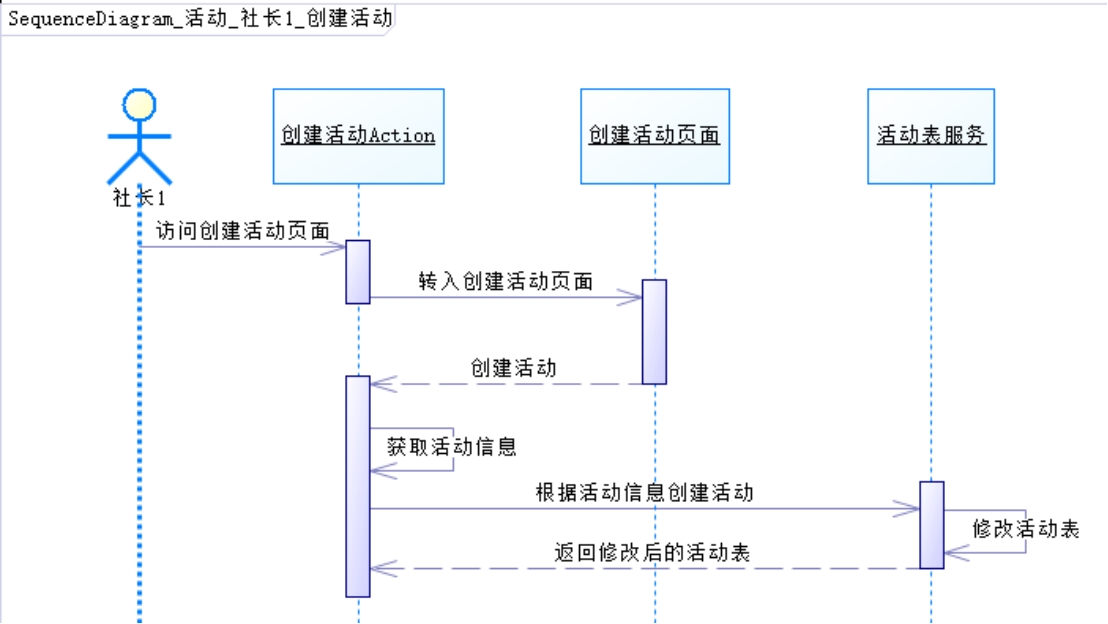 SequenceDiagram_活动_社长1_创建活动
创建活动Action
创建活动页面
活动表服务
社长1
访问创建活动页面
转入创建活动页面
创建活动
获取活动信息
根据活动信息创建活动
修改活动表
返回修改后的活动表